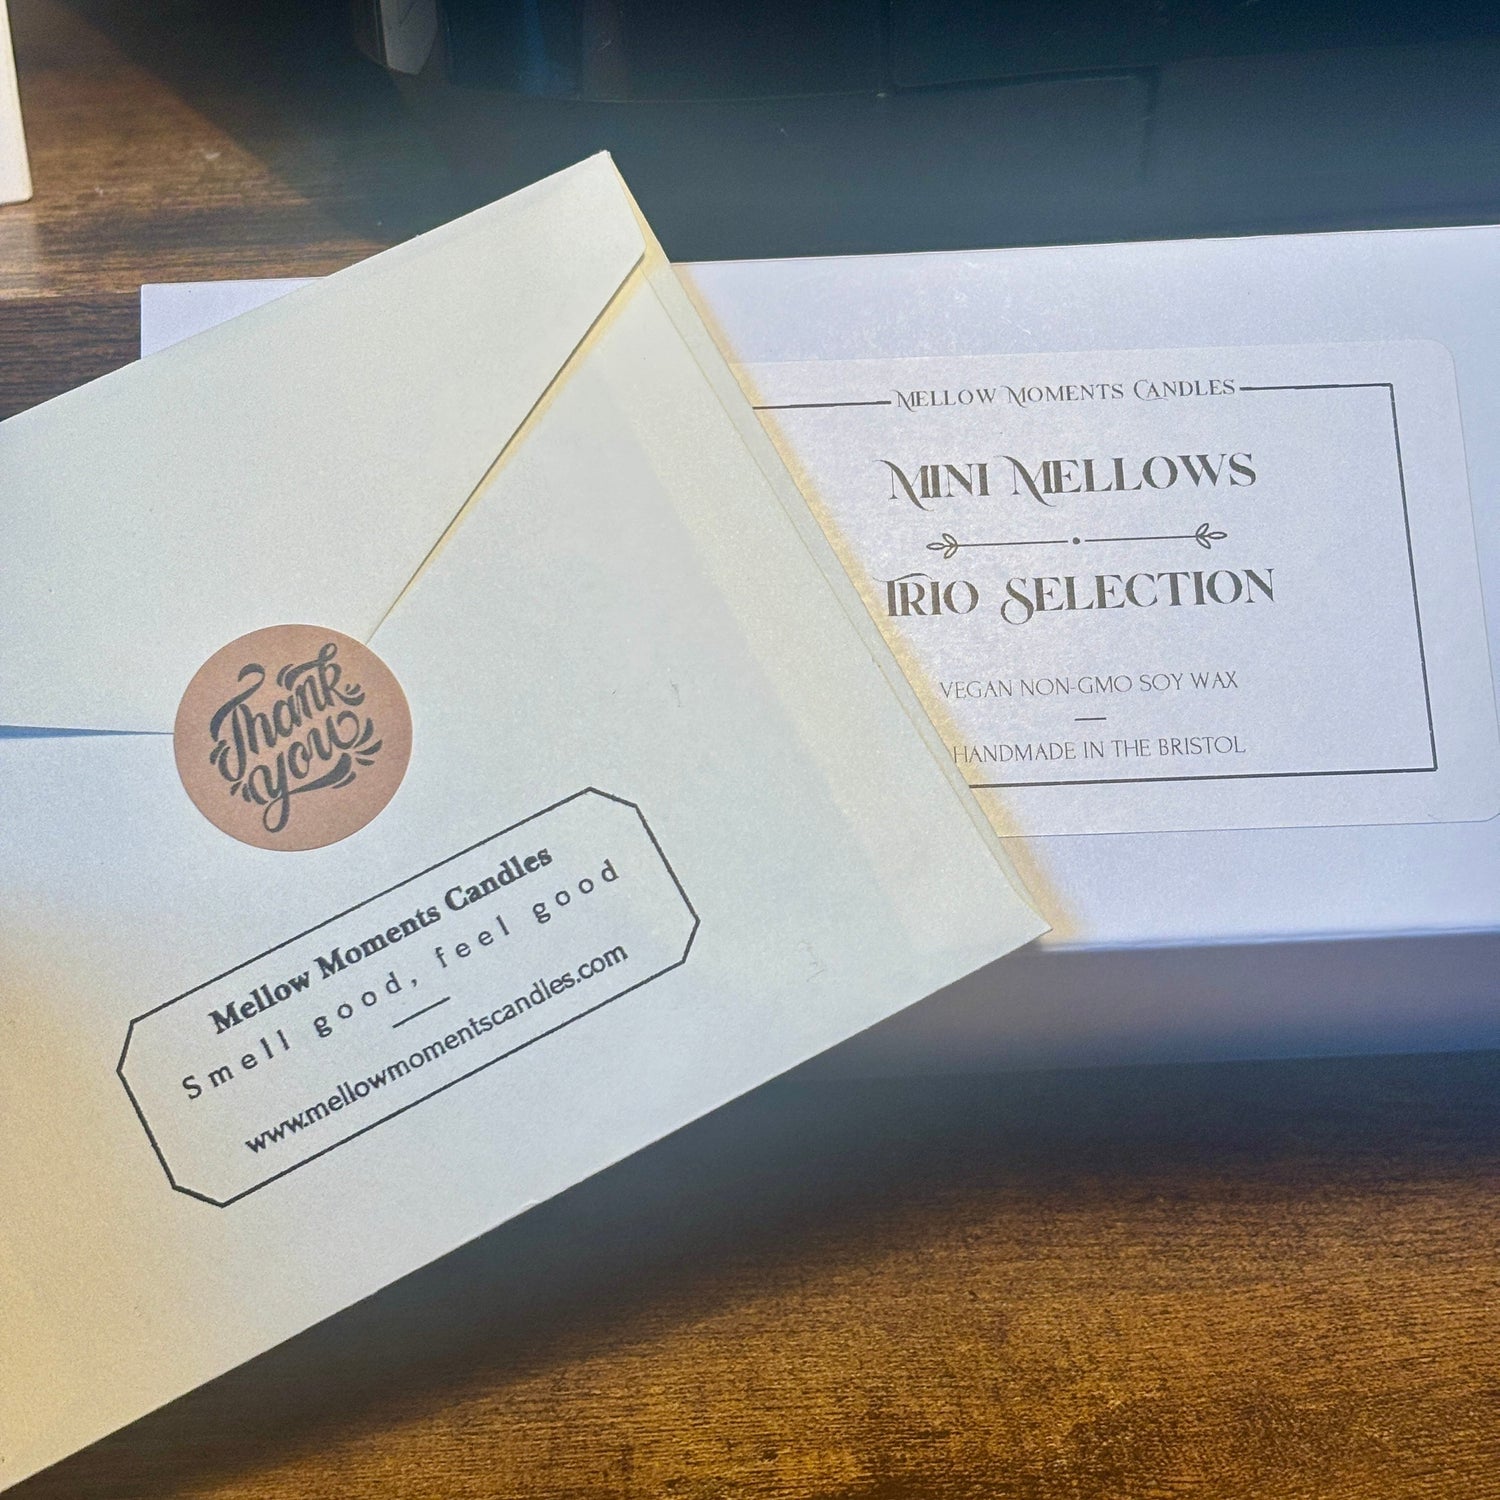 Thank
you
Mellow Moments Candles
Smell good, feel good
www.mellowmomentscandles.com
MELLOW MOMENTS CANDLES
MINI MELLOWS
TRIO SELECTION
VEGAN NON-GMO SOY WAX
HANDMADE IN THE BRISTOL